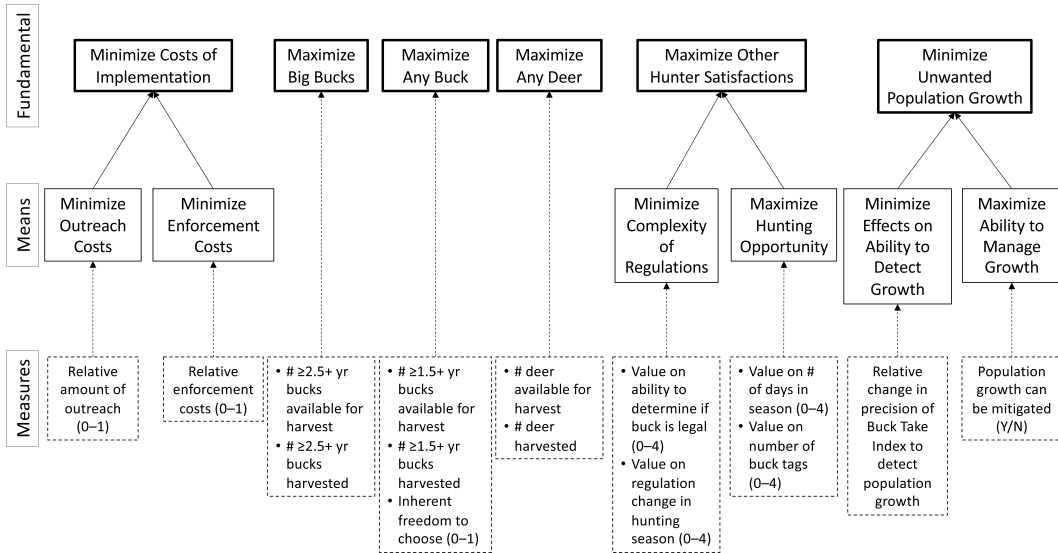 Fundamental
Minimize Costs of
Implementation
Maximize
Big Bucks
Maximize
Any Buck
Maximize
Any Deer
Maximize Other
Hunter Satisfactions
Minimize
Unwanted
Population Growth
Means
Minimize
Outreach
Costs
Minimize
Enforcement
Costs
Minimize
Complexity
of
Regulations
Maximize
Hunting
Opportunity
Minimize
Effects on
Ability to
Detect
Growth
Maximize
Ability to
Manage
Growth
Measures
Relative
amount of
outreach
(0–1)
Relative
enforcement
costs (0–1)
• # ≥2.5+ yr
bucks
available for
harvest
• # ≥2.5+ yr
bucks
harvested
• # ≥1.5+ yr
bucks
available for
harvest
• # ≥1.5+ yr
bucks
harvested
• Inherent
freedom to
choose (0–1)
• # deer
available for
harvest
• # deer
harvested
• Value on
ability to
determine if
buck is legal
(0–4)
• Value on
regulation
change in
hunting
season (0–4)
• Value on #
of days in
season (0–4)
• Value on
number of
buck tags
(0–4)
Relative
change in
precision of
Buck Take
Index to
detect
population
growth
Population
growth can
be mitigated
(Y/N)